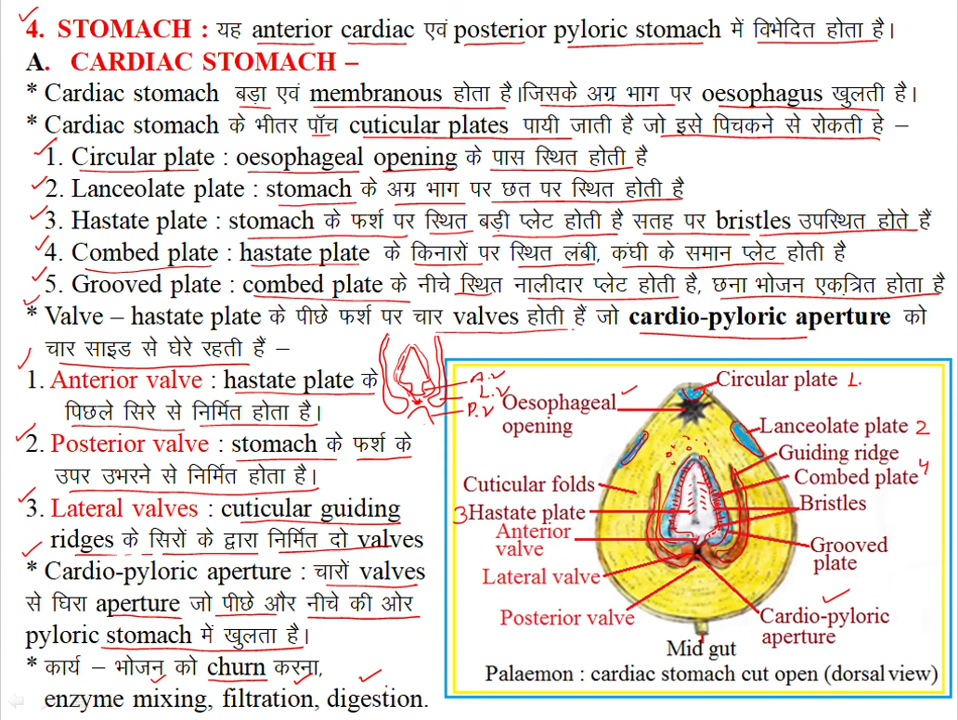 4. STOMACH : यह anterior cardiac एवं posterior pyloric stomach में विभेदित होता है।
A. CARDIAC STOMACH –
* Cardiac stomach बड़ा एवं membranous होता है।जिसके अग्र भाग पर oesophagus खुलती है।
* Cardiac stomach के भीतर पॉच cuticular plates पायी जाती है जो इसे पिचकने से रोकती हे –
1. Circular plate : oesophageal opening के पास स्थित होती है
2. Lanceolate plate : stomach के अग्र भाग पर छत पर स्थित होती है
3. Hastate plate : stomach के फर्श पर स्थित बड़ी प्लेट होती है सतह पर bristles उपस्थित होते हैं
4. Combed plate : hastate plate के किनारों पर स्थित लंबी, कंघी के समान प्लेट होती है
5. Grooved plate : combed plate के नीचे स्थित नालीदार प्लेट होती है, छना भोजन एकत्रित होता है
* Valve – hastate plate के पीछे फर्श पर चार valves होती हैं जो cardio-pyloric aperture को
चार साइड से घेरे रहती हैं –
1. Anterior valve : hastate plate के
पिछले सिरे से निर्मित होता है।
2. Posterior valve : stomach के फर्श के
उपर उभरने से निर्मित होता है।
3. Lateral valves : cuticular guiding
ridges के सिरों के द्वारा निर्मित दो valves
* Cardio-pyloric aperture : चारों valves
से घिरा aperture जो पीछे और नीचे की ओर
pyloric stomach में खुलता है।
* कार्य – भोजन को churn करना,
enzyme mixing, filtration, digestion.
A.V
L.V
P.V
Circular plate 1.
Oesophageal
opening
Lanceolate plate 2
Guiding ridge
Combed plate 4
Cuticular folds
Bristles
3 Hastate plate
Anterior
valve
Grooved
plate
Lateral valve
Posterior valve
Cardio-pyloric
aperture
Mid gut
Palaemon : cardiac stomach cut open (dorsal view)